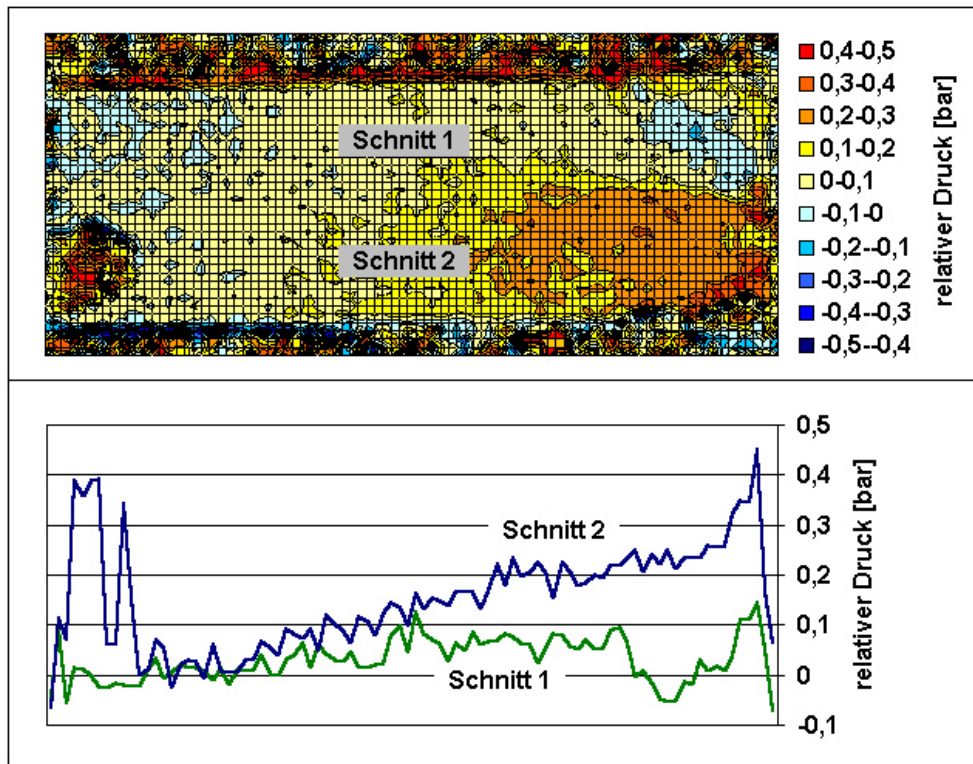 Schnitt 1
Schnitt 2
0,4-0,5
0,3-0,4
0,2-0,3
0,1-0,2
0-0,1
-0,1-0
-0,2--0,1
-0,3--0,2
-0,4--0,3
-0,5--0,4
relativer Druck [bar]
0,5
0,4
0,3
0,2
0,1
0
-0,1
relativer Druck [bar]
Schnitt 2
Schnitt 1